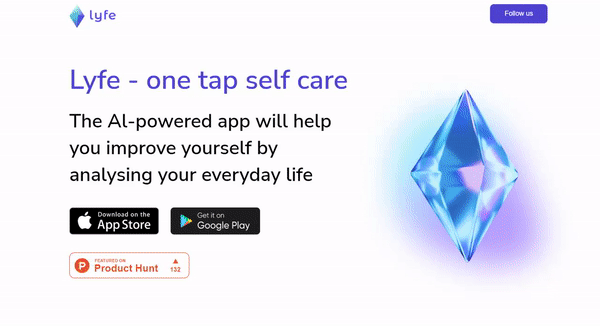 lyfe
Follow us
Lyfe - one tap self care
The AI-powered app will help
you improve yourself by
analysing your everyday life
Download on the
App Store
Get it on
Google Play
P
FEATURED ON
Product Hunt
132